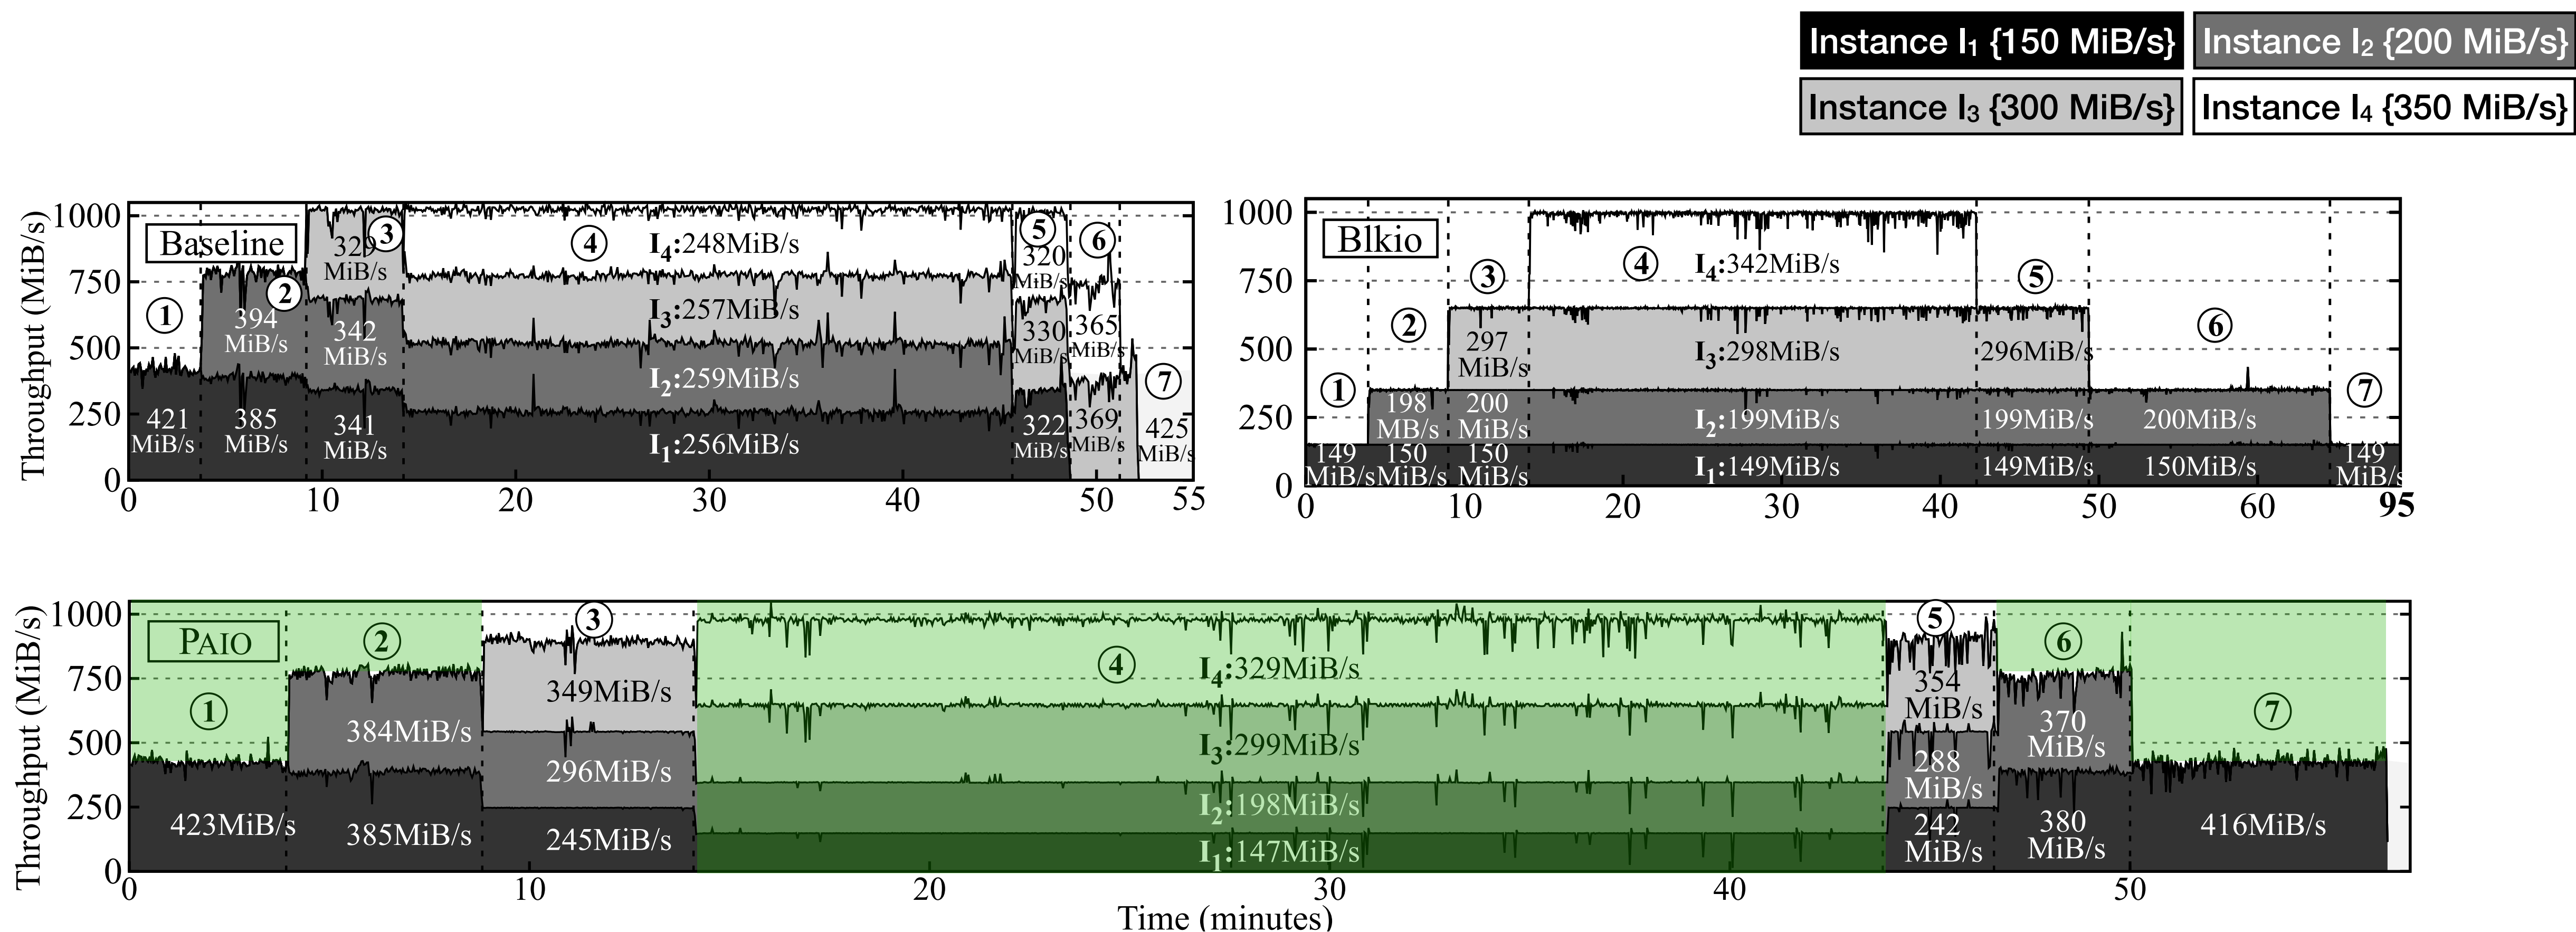 Instance I1 {150 MiB/s}
Instance I2 {200 MiB/s}
Instance I3 {300 MiB/s}
Instance I4 {350 MiB/s}
Throughput (MiB/s)
1000
750
500
250
0
Baseline
1
2
3
4
5
6
7
421
MiB/s
394
MiB/s
385
MiB/s
329
MiB/s
342
MiB/s
341
MiB/s
I4:248MiB/s
I3:257MiB/s
I2:259MiB/s
I1:256MiB/s
320
MiB/s
330
MiB/s
322
MiB/s
365
MiB/s
369
MiB/s
425
MiB/s
0 10 20 30 40 50 55
1000
750
500
250
0
Blkio
1
2
3
4
5
6
7
149
MiB/s
198
MB/s
150
MiB/s
297
MiB/s
200
MiB/s
150
MiB/s
I4:342MiB/s
I3:298MiB/s
I2:199MiB/s
I1:149MiB/s
296MiB/s
199MiB/s
149MiB/s
200MiB/s
150MiB/s
149
MiB/s
0 10 20 30 40 50 60 95
Throughput (MiB/s)
1000
750
500
250
0
PAIO
1
2
3
4
5
6
7
423MiB/s
384MiB/s
385MiB/s
349MiB/s
296MiB/s
245MiB/s
I4:329MiB/s
I3:299MiB/s
I2:198MiB/s
I1:147MiB/s
354
MiB/s
288
MiB/s
242
MiB/s
370
MiB/s
380
MiB/s
416MiB/s
0 10 20 30 40 50
Time (minutes)